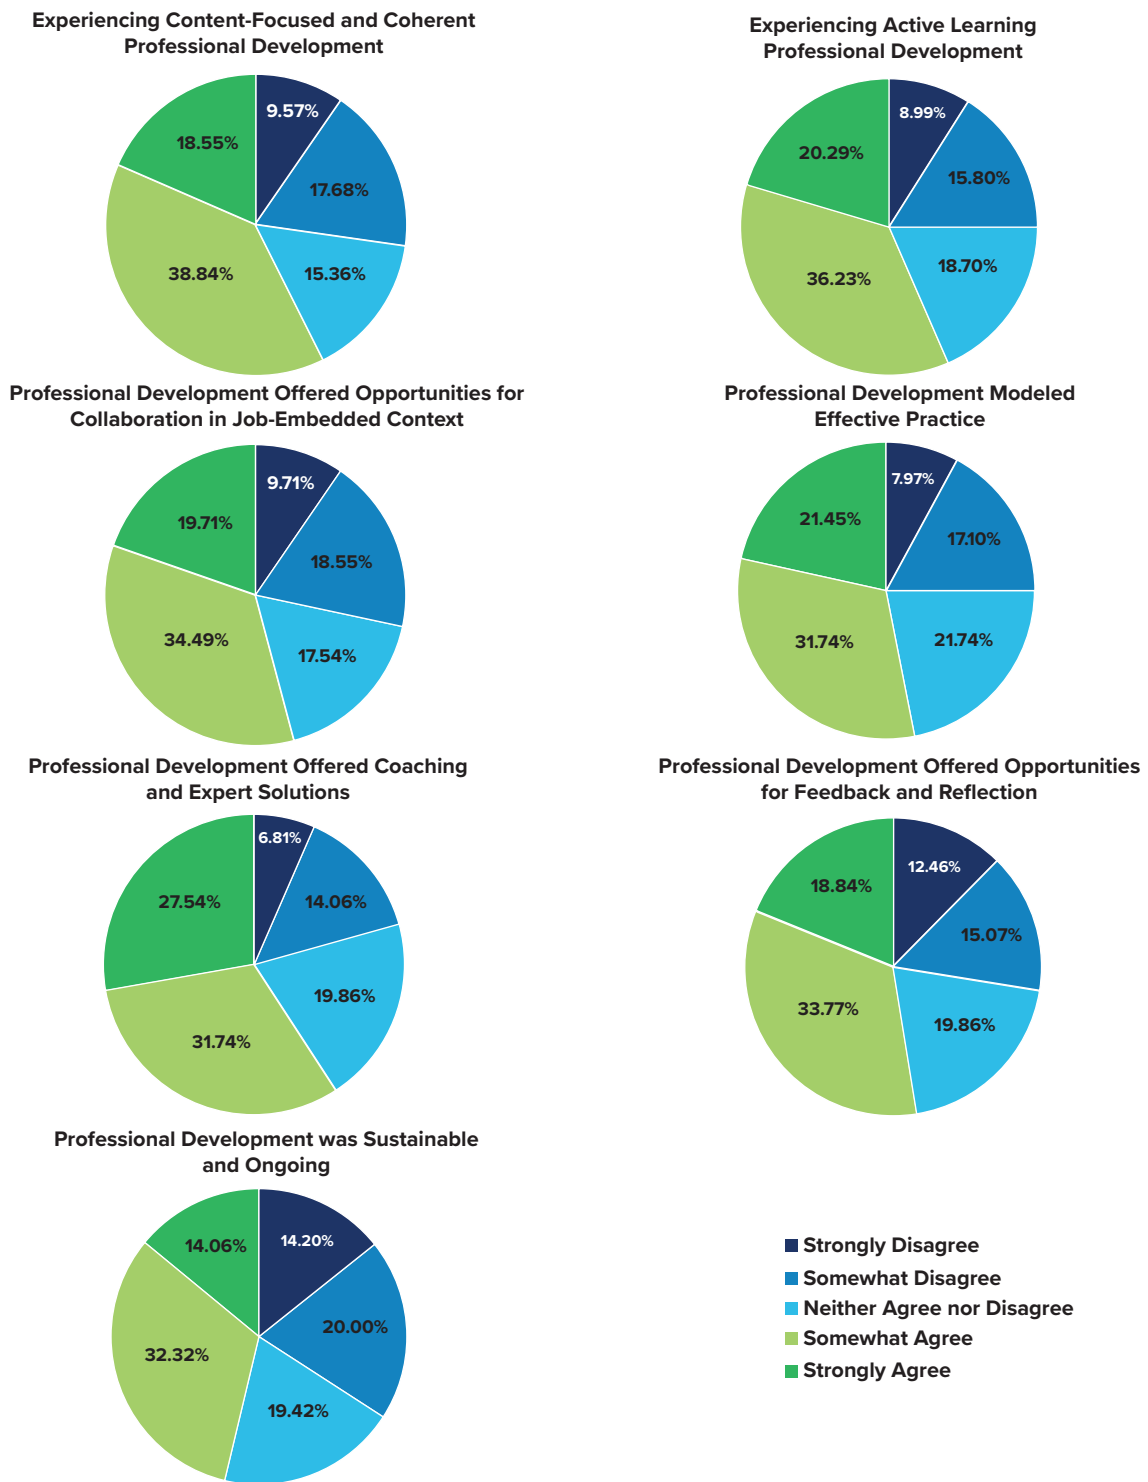 Experiencing Content-Focused and Coherent
Professional Development
9.57%
17.68%
15.36%
38.84%
18.55%
Experiencing Active Learning
Professional Development
8.99%
15.80%
18.70%
36.23%
20.29%
Professional Development Offered Opportunities for
Collaboration in Job-Embedded Context
9.71%
18.55%
17.54%
34.49%
19.71%
Professional Development Modeled
Effective Practice
7.97%
17.10%
21.74%
31.74%
21.45%
Professional Development Offered Coaching
and Expert Solutions
6.81%
14.06%
19.86%
31.74%
27.54%
Professional Development Offered Opportunities
for Feedback and Reflection
12.46%
15.07%
19.86%
33.77%
18.84%
Professional Development was Sustainable
and Ongoing
14.20%
20.00%
19.42%
32.32%
14.06%
Strongly Disagree
Somewhat Disagree
Neither Agree nor Disagree
Somewhat Agree
Strongly Agree